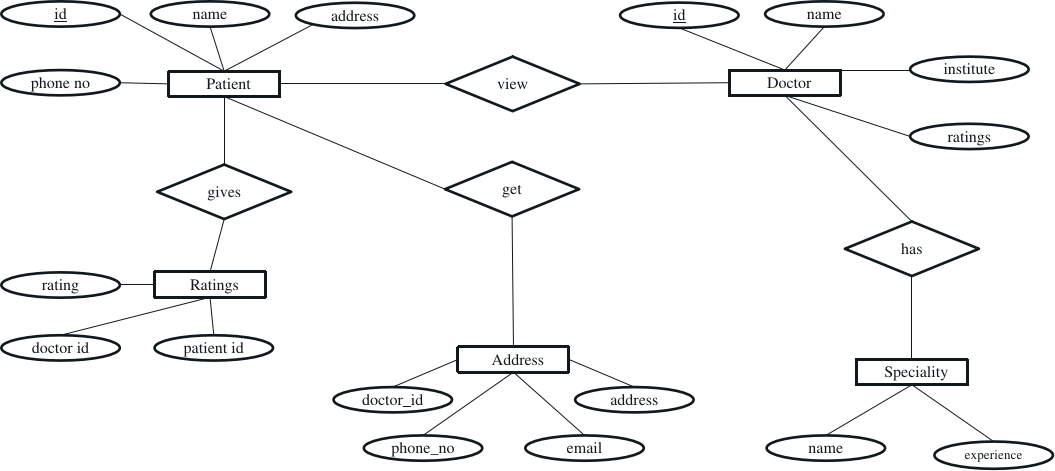 id
name
address
id
name
phone no
Patient
view
Doctor
institute
ratings
gives
get
has
rating
Ratings
doctor id
patient id
Address
Speciality
doctor_id
address
phone_no
email
name
experience